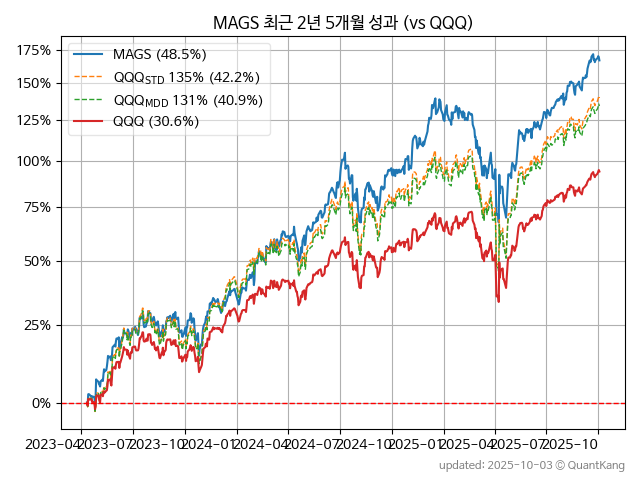 MAGS 최근 2년 5개월 성과 (vs QQQ)
MAGS (48.5%)
QQQSTD 135% (42.2%)
QQQMDD 131% (40.9%)
QQQ (30.6%)
175%
150%
125%
100%
75%
50%
25%
0%
2023-04 2023-07 2023-10 2024-01 2024-04 2024-07 2024-10 2025-01 2025-04 2025-07 2025-10
updated: 2025-10-03 © QuantKang